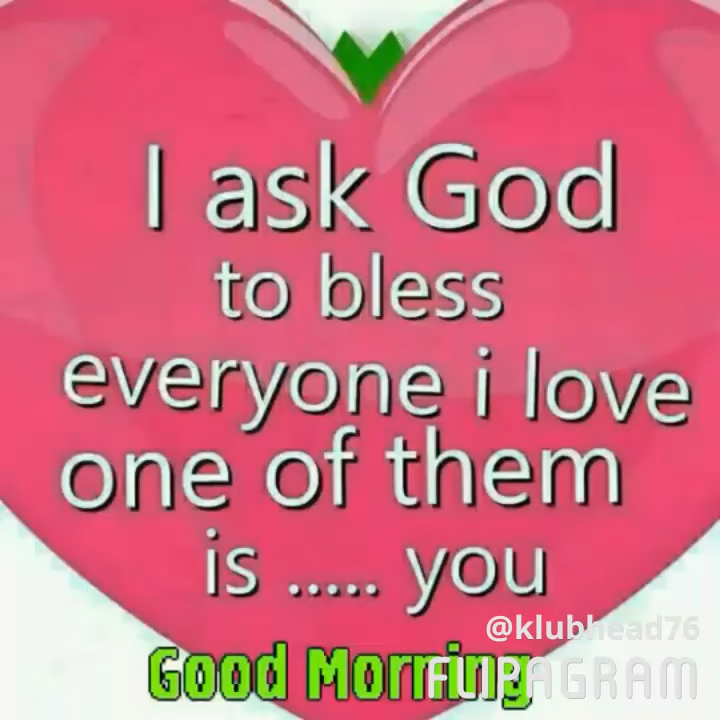 I ask God
to bless
everyone i love
one of them
is ..... you
@klubhead76
Good Morning
FLIPAGRAM